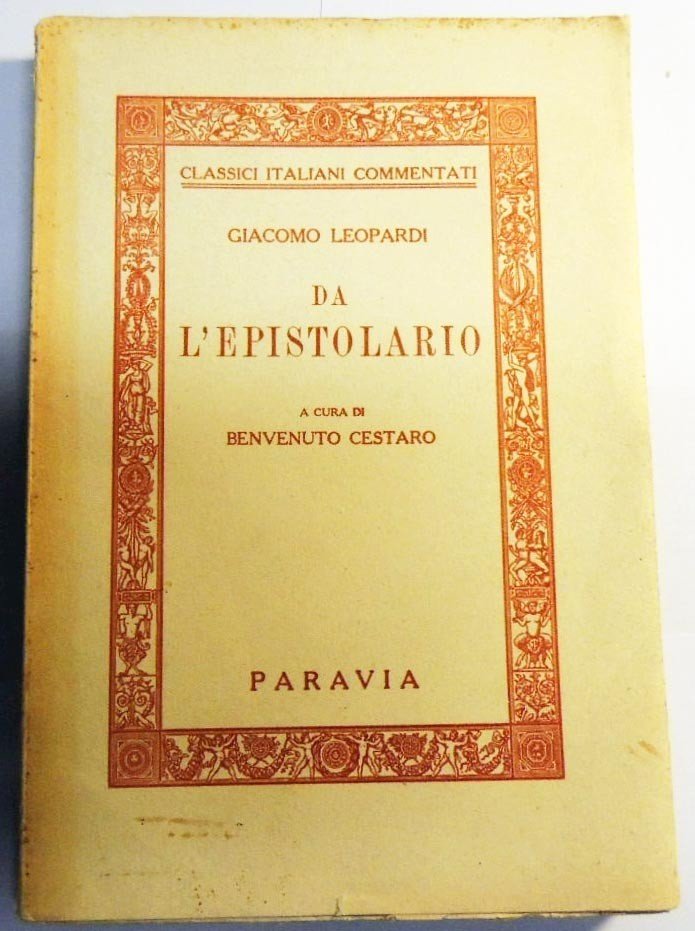 CLASSICI ITALIANI COMMENTATI
GIACOMO LEOPARDI
DA
L'EPISTOLARIO
A CURA DI
BENVENUTO CESTARO
PARAVIA